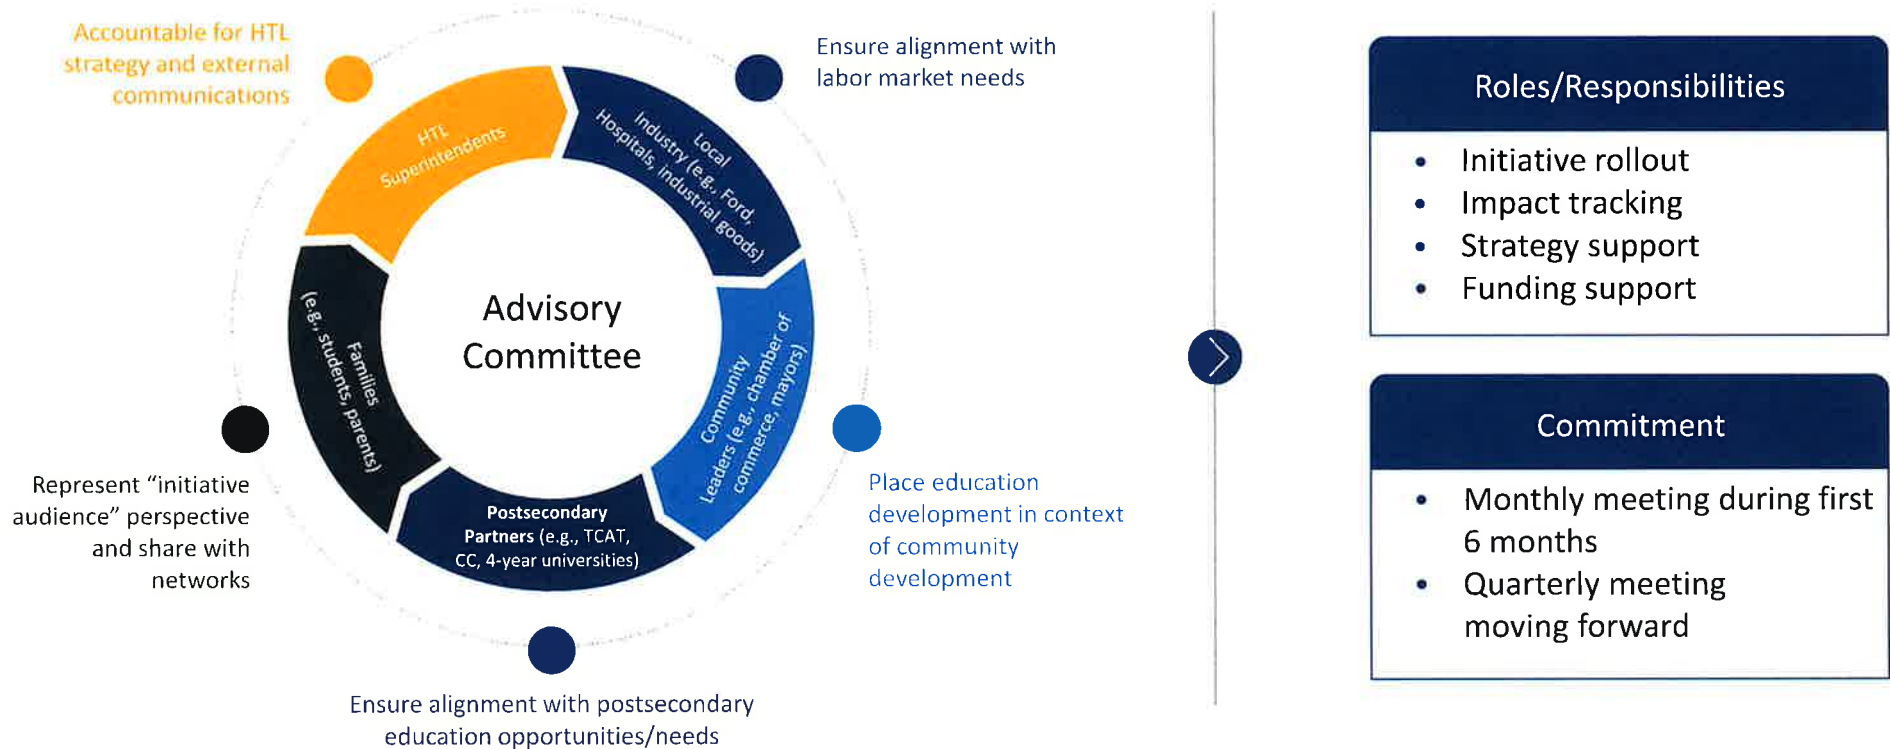 Accountable for HTL
strategy and external
communications
Ensure alignment with
labor market needs
HTL
Superintendents
Local
Industry (e.g., Ford,
Hospitals, industrial goods)
Advisory
Committee
Families
(e.g., students, parents)
Community
Leaders (e.g., chamber of
commerce, mayors)
Postsecondary
Partners (e.g., TCAT,
CC, 4-year universities)
Represent “initiative
audience” perspective
and share with
networks
Place education
development in context
of community
development
Ensure alignment with postsecondary
education opportunities/needs
Roles/Responsibilities
• Initiative rollout
• Impact tracking
• Strategy support
• Funding support
Commitment
• Monthly meeting during first
6 months
• Quarterly meeting
moving forward